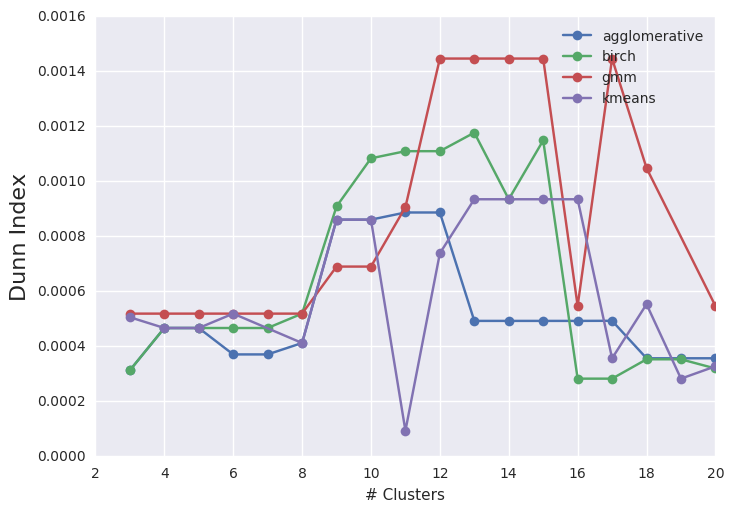 0.0016
0.0014
0.0012
0.0010
0.0008
0.0006
0.0004
0.0002
0.0000
Dunn Index
agglomerative
birch
gmm
kmeans
2 4 6 8 10 12 14 16 18 20
# Clusters